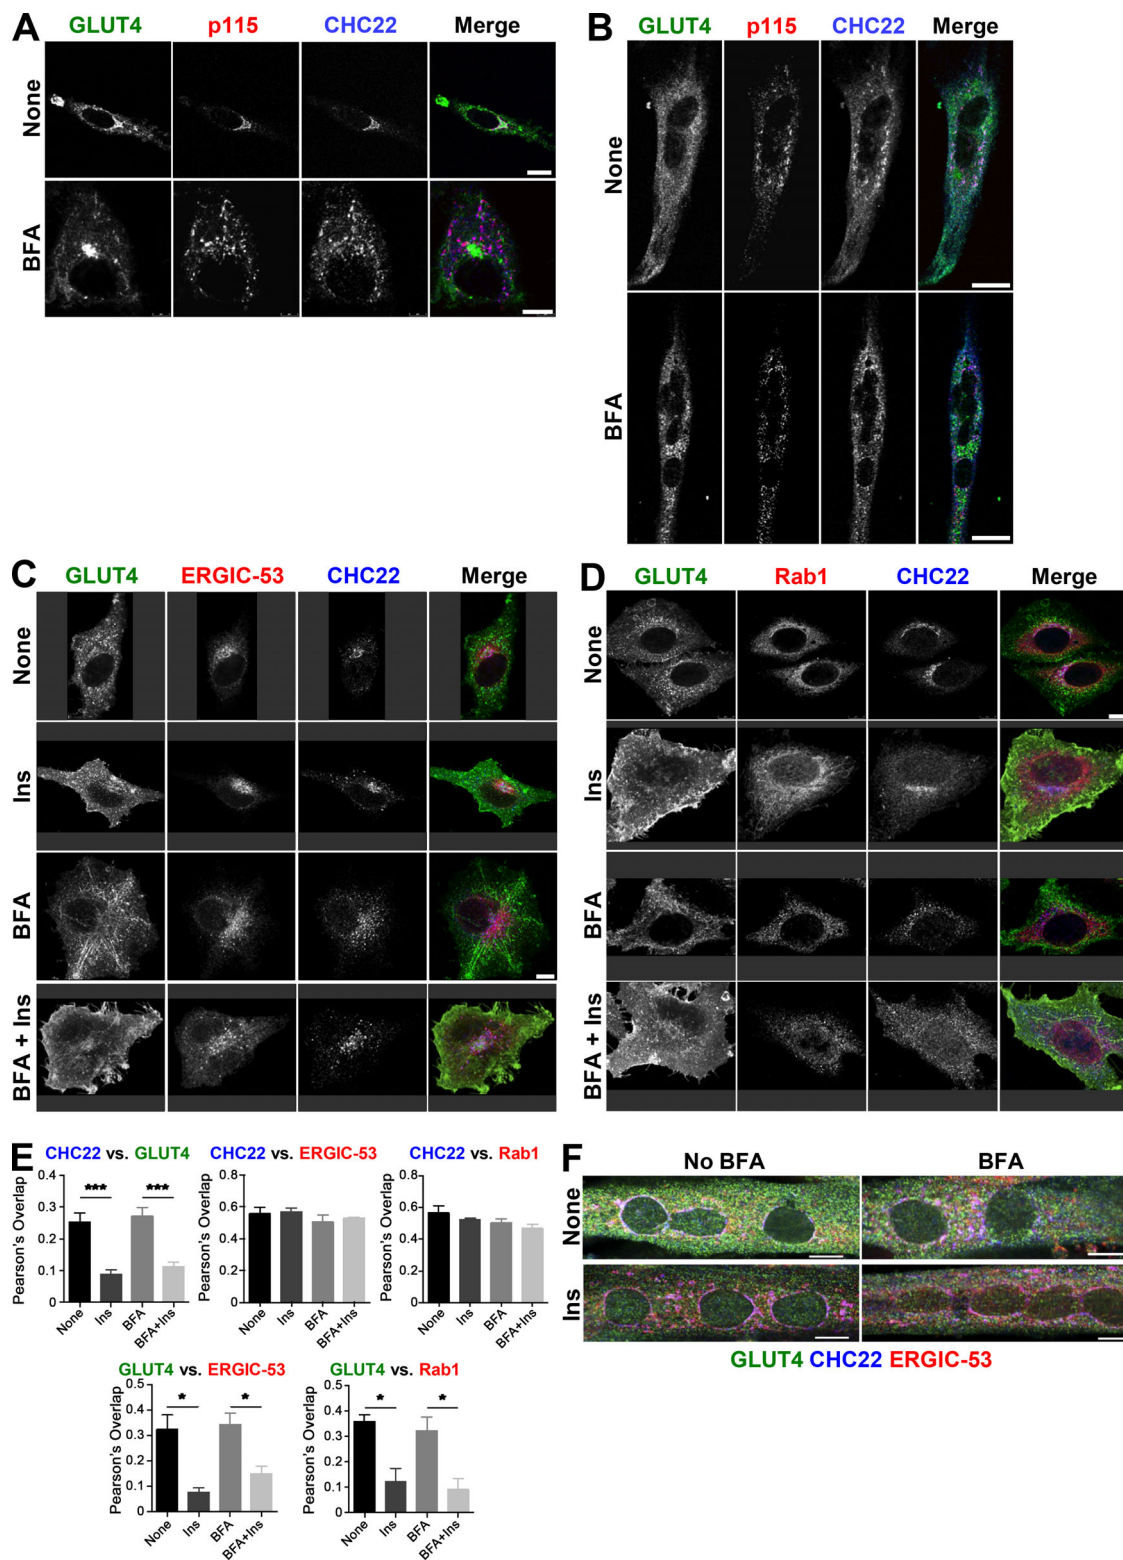 A
GLUT4 p115 CHC22 Merge
None
BFA
B
GLUT4 p115 CHC22 Merge
None
BFA
C
GLUT4 ERGIC-53 CHC22 Merge
None
Ins
BFA
BFA + Ins
D
GLUT4 Rab1 CHC22 Merge
None
Ins
BFA
BFA + Ins
E
CHC22 vs. GLUT4
Pearson's Overlap
0.4
0.3
0.2
0.1
0
*** ***
None Ins BFA BFA+Ins
CHC22 vs. ERGIC-53
Pearson's Overlap
0.8
0.6
0.4
0.2
0
None Ins BFA BFA+Ins
CHC22 vs. Rab1
Pearson's Overlap
0.8
0.6
0.4
0.2
0
None Ins BFA BFA+Ins
GLUT4 vs. ERGIC-53
Pearson's Overlap
0.5
0.4
0.3
0.2
0.1
0
* *
None Ins BFA BFA+Ins
GLUT4 vs. Rab1
Pearson's Overlap
0.5
0.4
0.3
0.2
0.1
0
* *
None Ins BFA BFA+Ins
F
No BFA BFA
None
Ins
GLUT4 CHC22 ERGIC-53